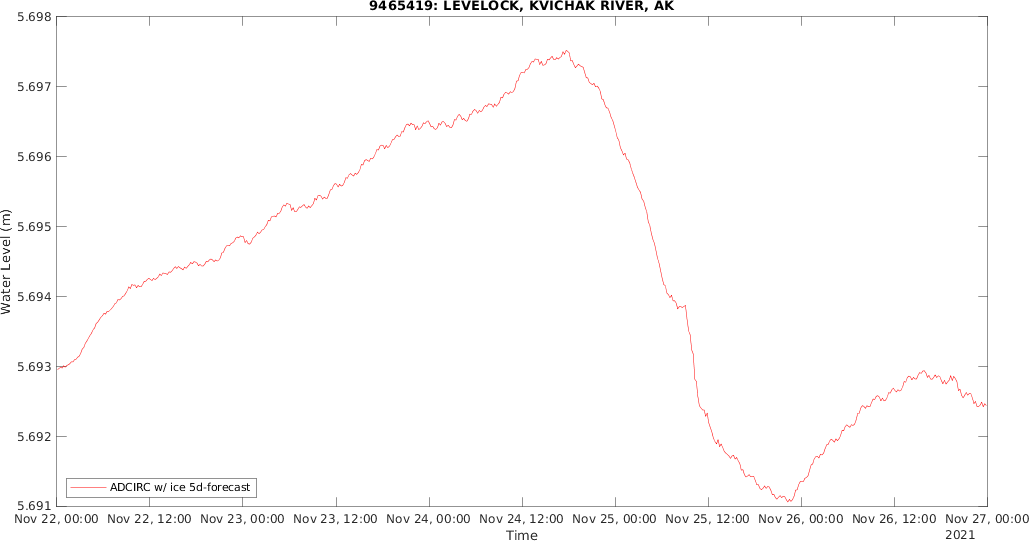 9465419: LEVELOCK, KVICHAK RIVER, AK
5.698
5.697
5.696
5.695
5.694
5.693
5.692
5.691
Water Level (m)
ADCIRC w/ ice 5d-forecast
Nov 22, 00:00 Nov 22, 12:00 Nov 23, 00:00 Nov 23, 12:00 Nov 24, 00:00 Nov 24, 12:00 Nov 25, 00:00 Nov 25, 12:00 Nov 26, 00:00 Nov 26, 12:00 Nov 27, 00:00
2021
Time